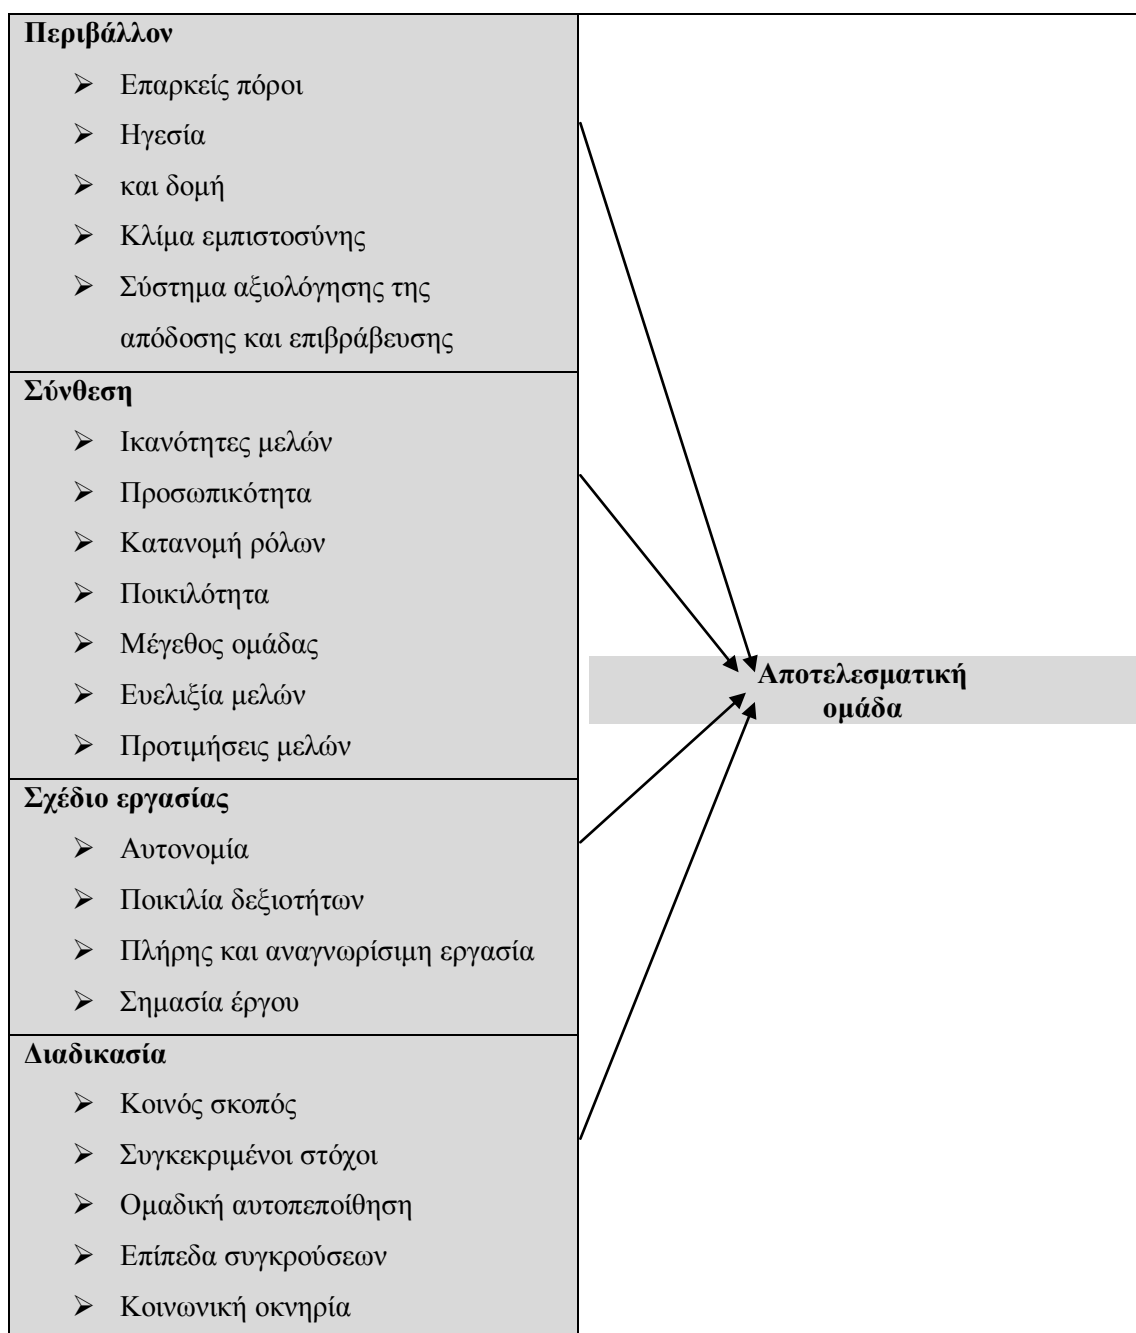 Περιβάλλον
➢ Επαρκείς πόροι
➢ Ηγεσία
➢ και δομή
➢ Κλίμα εμπιστοσύνης
➢ Σύστημα αξιολόγησης της
απόδοσης και επιβράβευσης
Σύνθεση
➢ Ικανότητες μελών
➢ Προσωπικότητα
➢ Κατανομή ρόλων
➢ Ποικιλότητα
➢ Μέγεθος ομάδας
➢ Ευελιξία μελών
➢ Προτιμήσεις μελών
Σχέδιο εργασίας
➢ Αυτονομία
➢ Ποικιλία δεξιοτήτων
➢ Πλήρης και αναγνωρίσιμη εργασία
➢ Σημασία έργου
Διαδικασία
➢ Κοινός σκοπός
➢ Συγκεκριμένοι στόχοι
➢ Ομαδική αυτοπεποίθηση
➢ Επίπεδα συγκρούσεων
➢ Κοινωνική οκνηρία
Αποτελεσματική
ομάδα